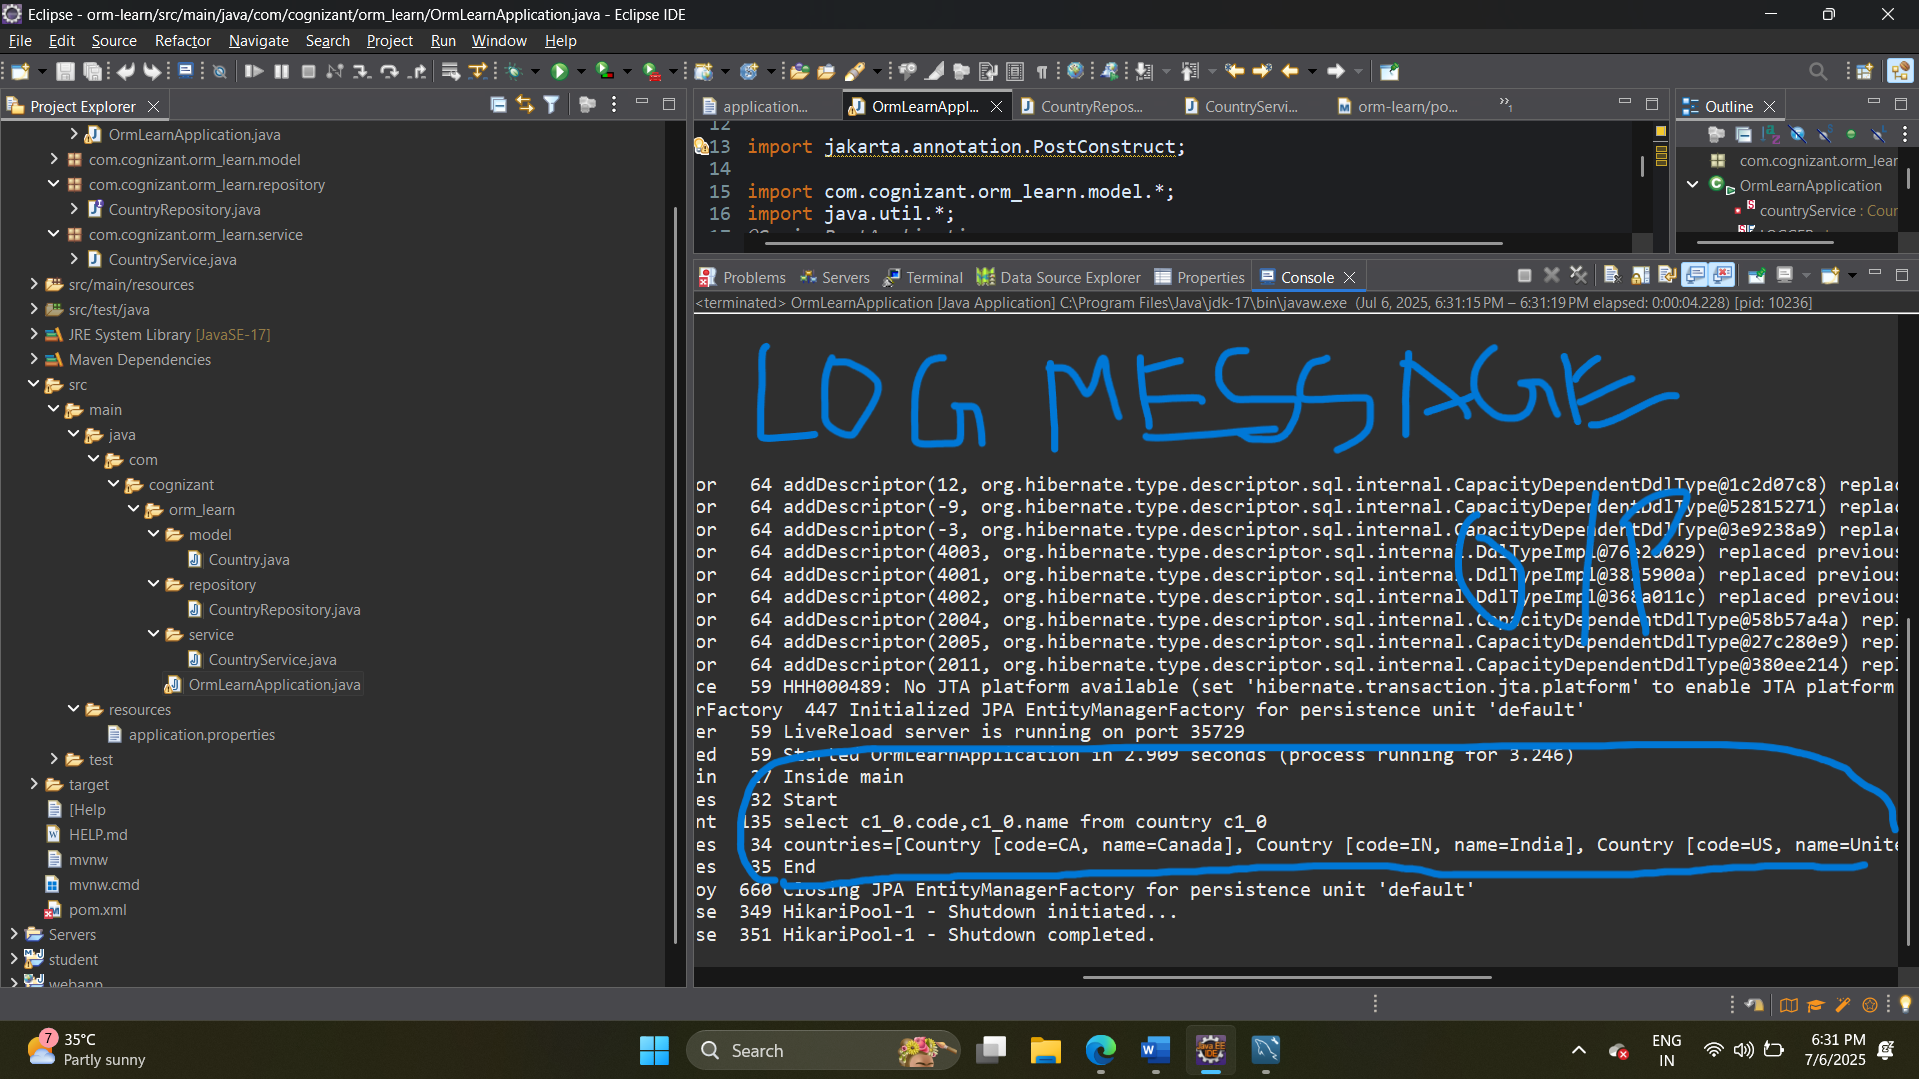 Eclipse - orm-learn/src/main/java/com/cognizant/orm_learn/OrmLearnApplication.java - Eclipse IDE
File Edit Source Refactor Navigate Search Project Run Window Help
Project Explorer
OrmLearnApplication.java
com.cognizant.orm_learn.model
com.cognizant.orm_learn.repository
CountryRepository.java
com.cognizant.orm_learn.service
CountryService.java
src/main/resources
src/test/java
JRE System Library [JavaSE-17]
Maven Dependencies
src
main
java
com
cognizant
orm_learn
model
Country.java
repository
CountryRepository.java
service
CountryService.java
OrmLearnApplication.java
resources
application.properties
test
target
[Help
HELP.md
mvnw
mvnw.cmd
pom.xml
Servers
student
webapp
application... OrmLearnAppl... CountryRepos... CountryServi... orm-learn/po... »1
12
13 import jakarta.annotation.PostConstruct;
14
15 import com.cognizant.orm_learn.model.*;
16 import java.util.*;
Outline
com.cognizant.orm_lear
OrmLearnApplication
countryService : Cour
Problems Servers Terminal Data Source Explorer Properties Console
<terminated> OrmLearnApplication [Java Application] C:\Program Files\Java\jdk-17\bin\javaw.exe (Jul 6, 2025, 6:31:15 PM – 6:31:19 PM elapsed: 0:00:04.228) [pid: 10236]
LOG MESSAGE
O/P
or 64 addDescriptor(12, org.hibernate.type.descriptor.sql.internal.CapacityDependentDdlType@1c2d07c8) replac
or 64 addDescriptor(-9, org.hibernate.type.descriptor.sql.internal.CapacityDependentDdlType@52815271) replac
or 64 addDescriptor(-3, org.hibernate.type.descriptor.sql.internal.CapacityDependentDdlType@3e9238a9) replac
or 64 addDescriptor(4003, org.hibernate.type.descriptor.sql.internal.DdlTypeImpl@76e2d029) replaced previous
or 64 addDescriptor(4001, org.hibernate.type.descriptor.sql.internal.DdlTypeImpl@3825900a) replaced previous
or 64 addDescriptor(4002, org.hibernate.type.descriptor.sql.internal.DdlTypeImpl@368a011c) replaced previous
or 64 addDescriptor(2004, org.hibernate.type.descriptor.sql.internal.CapacityDependentDdlType@58b57a4a) repl
or 64 addDescriptor(2005, org.hibernate.type.descriptor.sql.internal.CapacityDependentDdlType@27c280e9) repl
or 64 addDescriptor(2011, org.hibernate.type.descriptor.sql.internal.CapacityDependentDdlType@380ee214) repl
ce 59 HHH000489: No JTA platform available (set 'hibernate.transaction.jta.platform' to enable JTA platform
rFactory 447 Initialized JPA EntityManagerFactory for persistence unit 'default'
er 59 LiveReload server is running on port 35729
ed 59 Started OrmLearnApplication in 2.909 seconds (process running for 3.246)
in 27 Inside main
es 32 Start
nt 135 select c1_0.code,c1_0.name from country c1_0
es 34 countries=[Country [code=CA, name=Canada], Country [code=IN, name=India], Country [code=US, name=Unite
es 35 End
oy 660 Closing JPA EntityManagerFactory for persistence unit 'default'
se 349 HikariPool-1 - Shutdown initiated...
se 351 HikariPool-1 - Shutdown completed.
7 35°C
Partly sunny
Search
ENG
IN
6:31 PM
7/6/2025